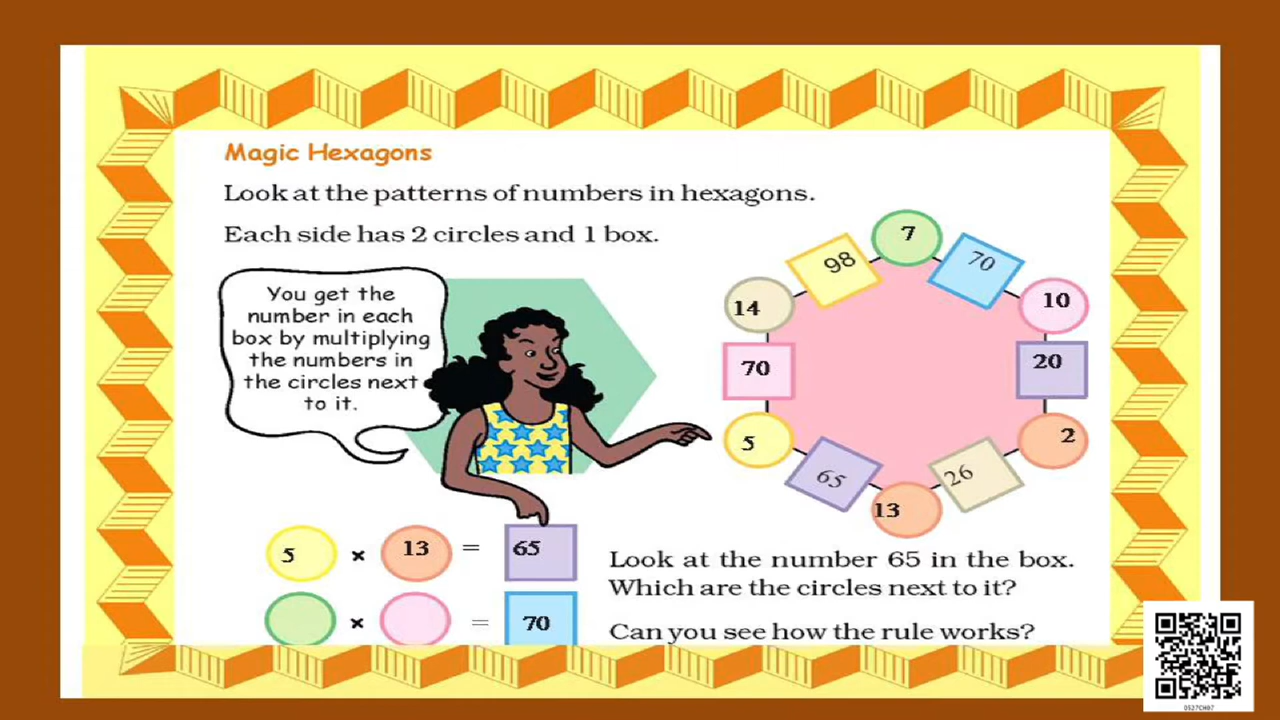 Magic Hexagons
Look at the patterns of numbers in hexagons.
Each side has 2 circles and 1 box.
You get the
number in each
box by multiplying
the numbers in
the circles next
to it.
7
98
70
14
10
70
20
5
2
65
26
13
5 × 13 = 65
× = 70
Look at the number 65 in the box.
Which are the circles next to it?
Can you see how the rule works?
0527CH07